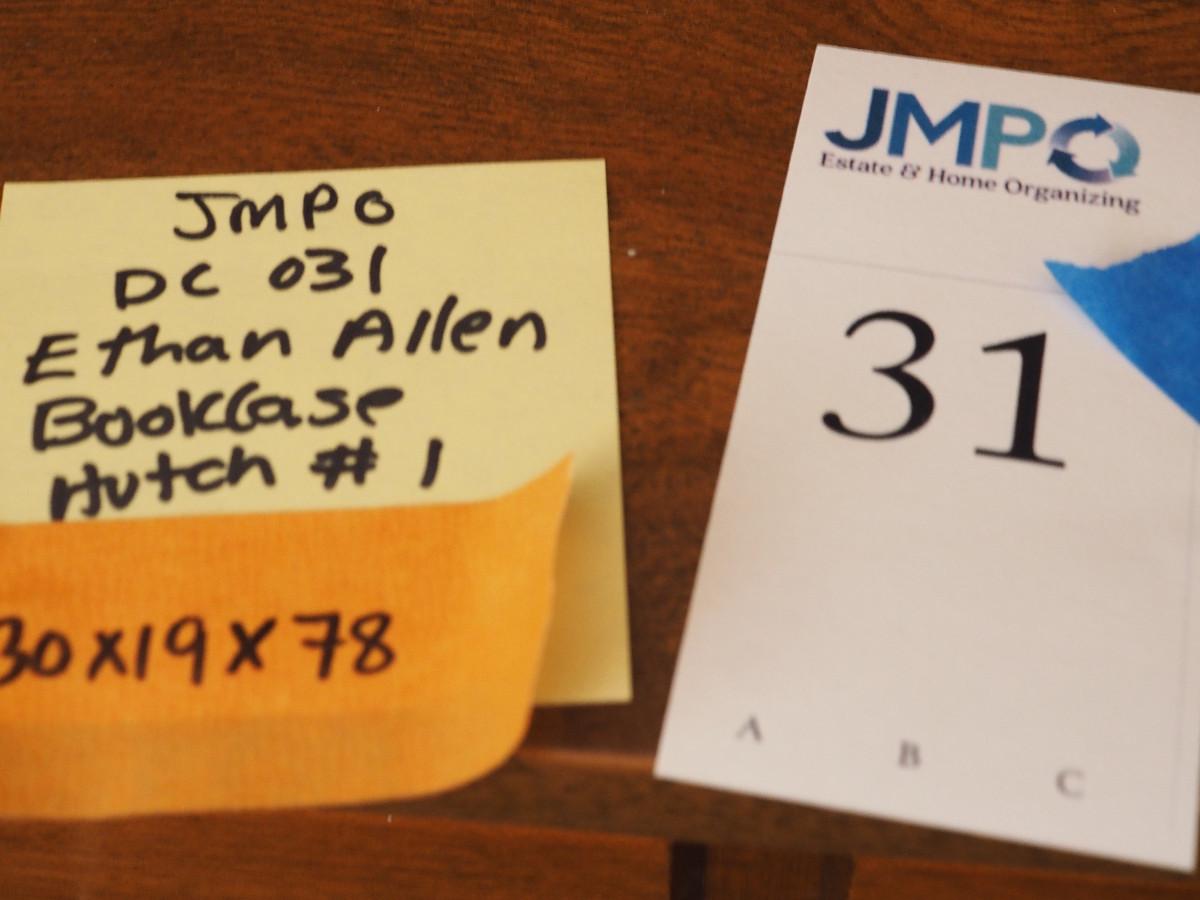 JMPO
DC 031
Ethan Allen
Bookcase
Hutch # 1
30x19x78
JMPO
Estate & Home Organizing
31
A B C